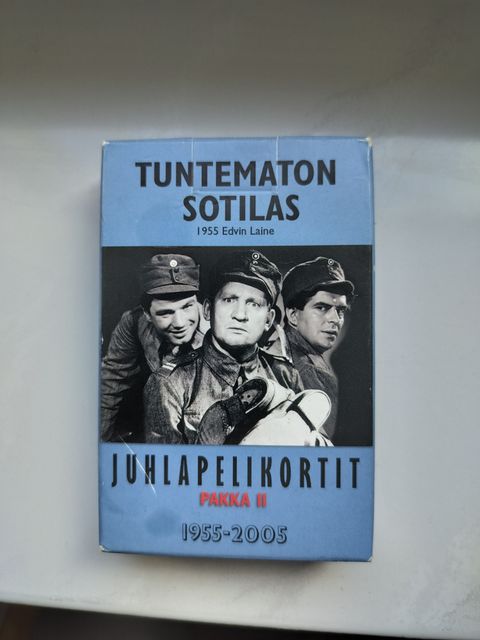 TUNTEMATON
SOTILAS
1955 Edvin Laine
JUHLAPELIKORTIT
PAKKA II
1955-2005